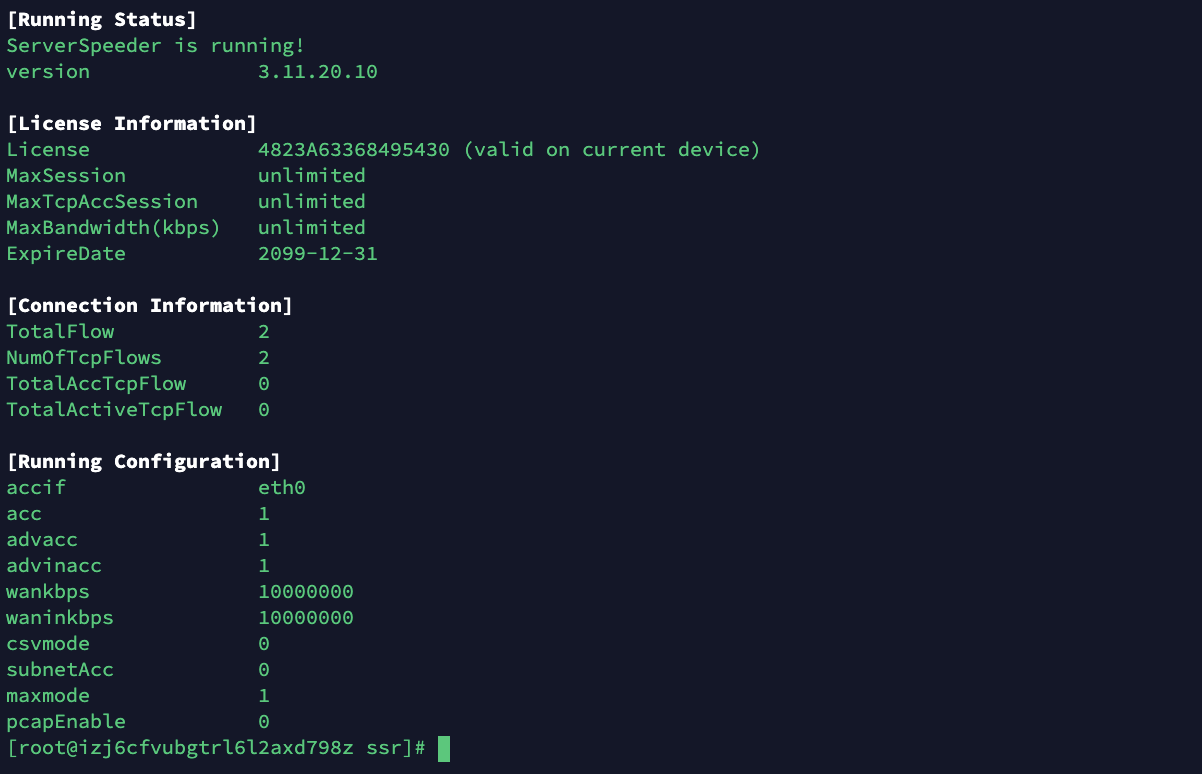 [Running Status]
ServerSpeeder is running!
version 3.11.20.10
[License Information]
License 4823A63368495430 (valid on current device)
MaxSession unlimited
MaxTcpAccSession unlimited
MaxBandwidth(kbps) unlimited
ExpireDate 2099-12-31
[Connection Information]
TotalFlow 2
NumOfTcpFlows 2
TotalAccTcpFlow 0
TotalActiveTcpFlow 0
[Running Configuration]
accif eth0
acc 1
advacc 1
advinacc 1
wankbps 10000000
waninkbps 10000000
csvmode 0
subnetAcc 0
maxmode 1
pcapEnable 0
[root@izj6cfvubgtrl6l2axd798z ssr]#